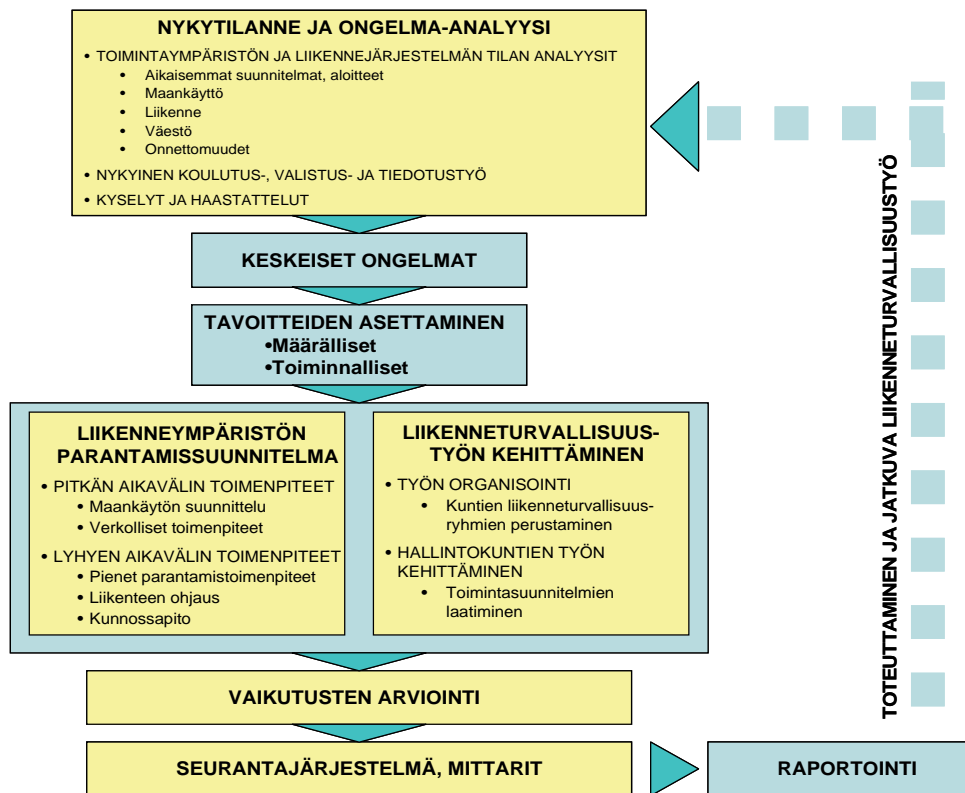 NYKYTILANNE JA ONGELMA-ANALYYSI
• TOIMINTAYMPÄRISTÖN JA LIIKENNEJÄRJESTELMÄN TILAN ANALYYSIT
• Aikaisemmat suunnitelmat, aloitteet
• Maankäyttö
• Liikenne
• Väestö
• Onnettomuudet
• NYKYINEN KOULUTUS-, VALISTUS- JA TIEDOTUSTYÖ
• KYSELYT JA HAASTATTELUT
KESKEISET ONGELMAT
TAVOITTEIDEN ASETTAMINEN
•Määrälliset
•Toiminnalliset
LIIKENNEYMPÄRISTÖN
PARANTAMISSUUNNITELMA
• PITKÄN AIKAVÄLIN TOIMENPITEET
• Maankäytön suunnittelu
• Verkolliset toimenpiteet
• LYHYEN AIKAVÄLIN TOIMENPITEET
• Pienet parantamistoimenpiteet
• Liikenteen ohjaus
• Kunnossapito
LIIKENNETURVALLISUUS-
TYÖN KEHITTÄMINEN
• TYÖN ORGANISOINTI
• Kuntien liikenneturvallisuus-
ryhmien perustaminen
• HALLINTOKUNTIEN TYÖN
KEHITTÄMINEN
• Toimintasuunnitelmien
laatiminen
VAIKUTUSTEN ARVIOINTI
SEURANTAJÄRJESTELMÄ, MITTARIT
RAPORTOINTI
TOTEUTTAMINEN JA JATKUVA LIIKENNETURVALLISUUSTYÖ